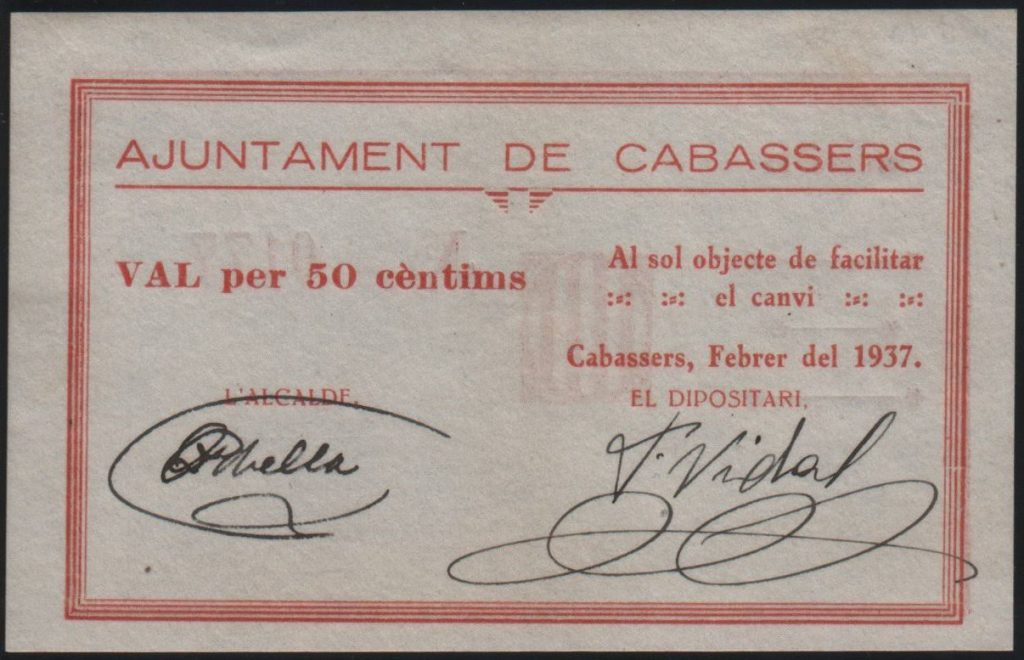 AJUNTAMENT DE CABASSERS
VAL per 50 cèntims
Al sol objecte de facilitar
el canvi
Cabassers, Febrer del 1937.
L'ALCALDE,
EL DIPOSITARI,
Vidal